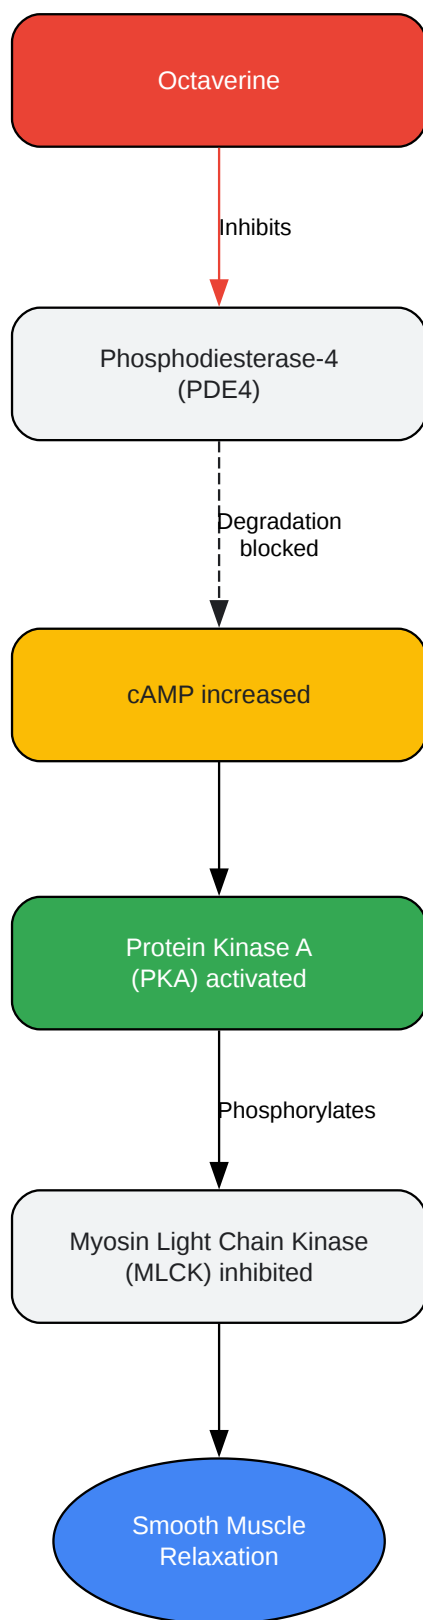 Octaverine
Inhibits
Phosphodiesterase-4
(PDE4)
Degradation
blocked
cAMP increased
Protein Kinase A
(PKA) activated
Phosphorylates
Myosin Light Chain Kinase
(MLCK) inhibited
Smooth Muscle
Relaxation